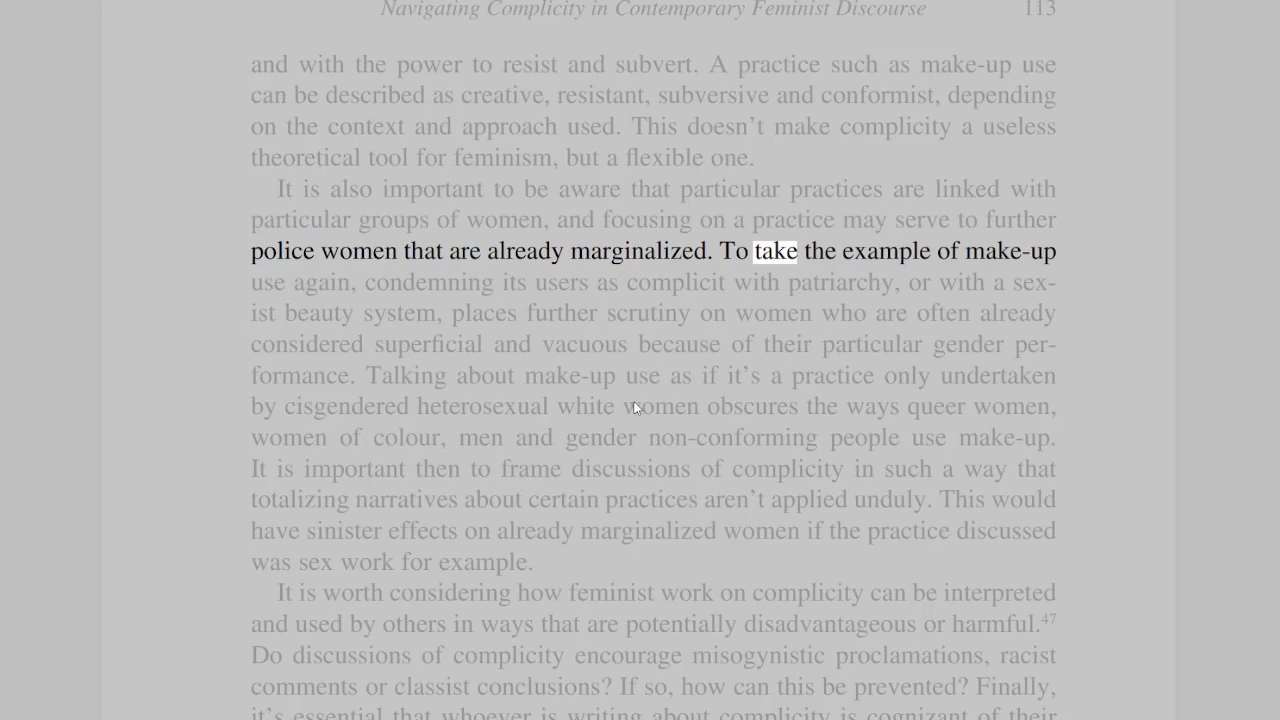 Navigating Complicity in Contemporary Feminist Discourse 113
and with the power to resist and subvert. A practice such as make-up use
can be described as creative, resistant, subversive and conformist, depending
on the context and approach used. This doesn't make complicity a useless
theoretical tool for feminism, but a flexible one.
It is also important to be aware that particular practices are linked with
particular groups of women, and focusing on a practice may serve to further
police women that are already marginalized. To take the example of make-up
use again, condemning its users as complicit with patriarchy, or with a sex-
ist beauty system, places further scrutiny on women who are often already
considered superficial and vacuous because of their particular gender per-
formance. Talking about make-up use as if it's a practice only undertaken
by cisgendered heterosexual white women obscures the ways queer women,
women of colour, men and gender non-conforming people use make-up.
It is important then to frame discussions of complicity in such a way that
totalizing narratives about certain practices aren't applied unduly. This would
have sinister effects on already marginalized women if the practice discussed
was sex work for example.
It is worth considering how feminist work on complicity can be interpreted
and used by others in ways that are potentially disadvantageous or harmful.47
Do discussions of complicity encourage misogynistic proclamations, racist
comments or classist conclusions? If so, how can this be prevented? Finally,
it's essential that whoever is writing about complicity is cognizant of their